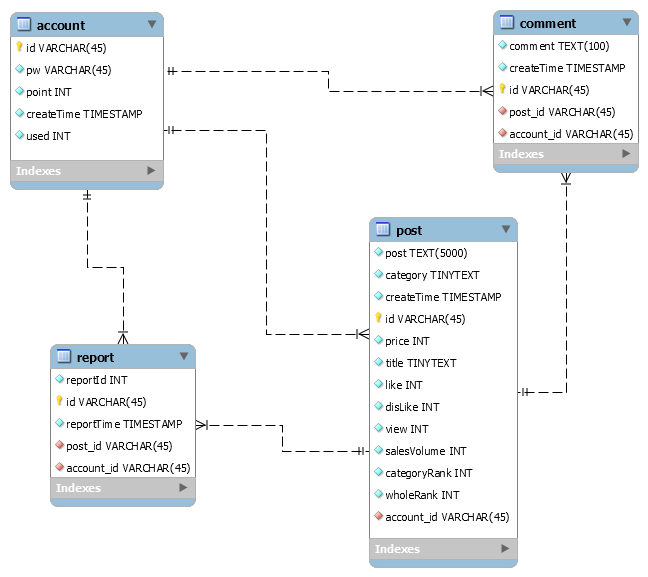 account
id VARCHAR(45)
pw VARCHAR(45)
point INT
createTime TIMESTAMP
used INT
Indexes
comment
comment TEXT(100)
createTime TIMESTAMP
id VARCHAR(45)
post_id VARCHAR(45)
account_id VARCHAR(45)
Indexes
post
post TEXT(5000)
category TINYTEXT
createTime TIMESTAMP
id VARCHAR(45)
price INT
title TINYTEXT
like INT
disLike INT
view INT
salesVolume INT
categoryRank INT
wholeRank INT
account_id VARCHAR(45)
Indexes
report
reportId INT
id VARCHAR(45)
reportTime TIMESTAMP
post_id VARCHAR(45)
account_id VARCHAR(45)
Indexes